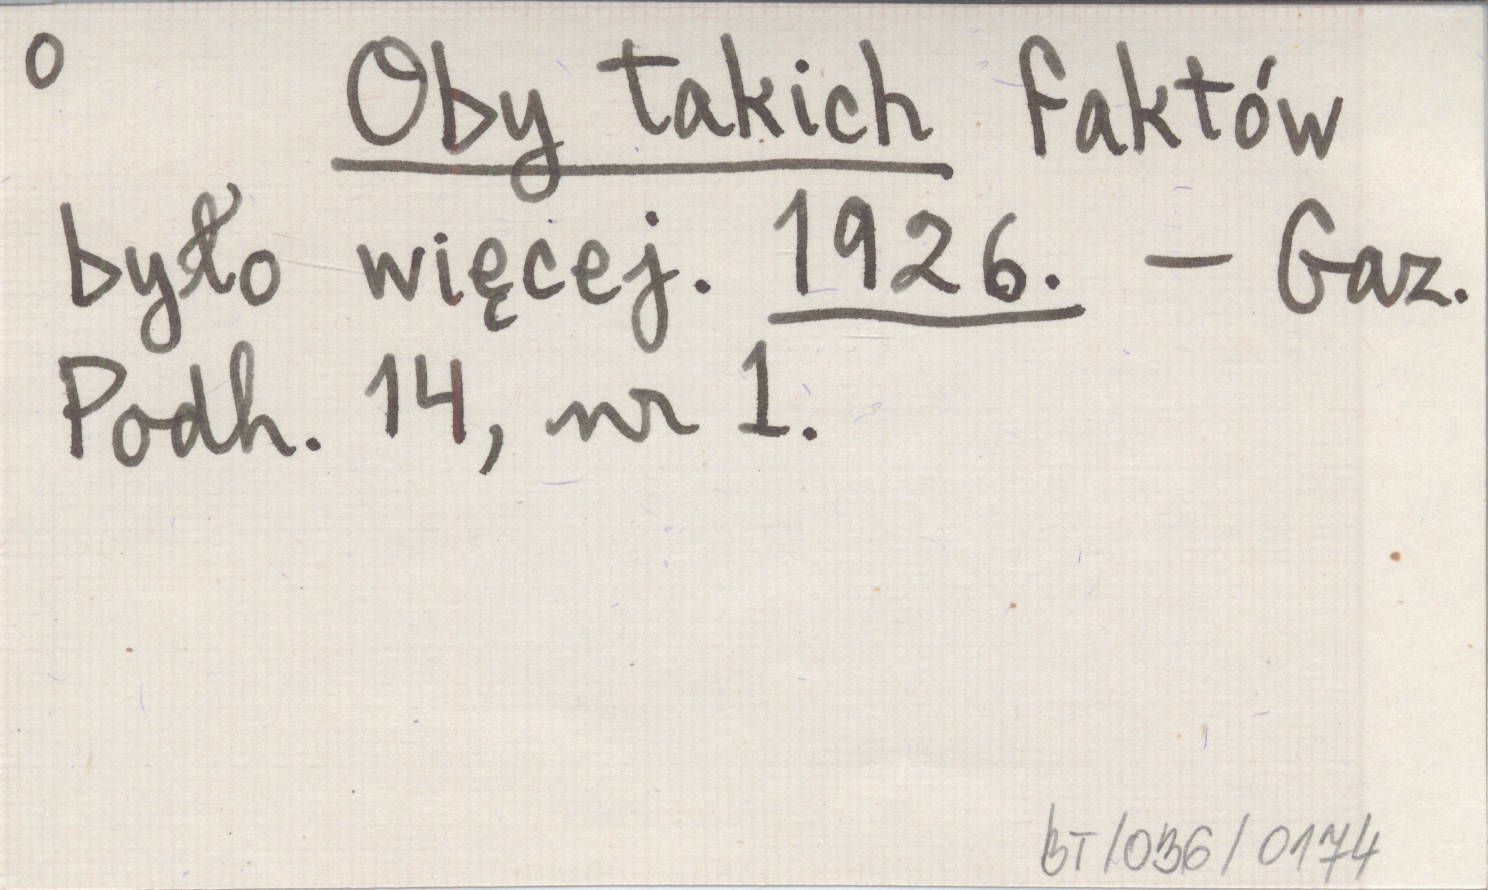 O
Oby takich faktów
było więcej. 1926. — Gaz.
Podh. 14, nr 1.
BT/036/0174